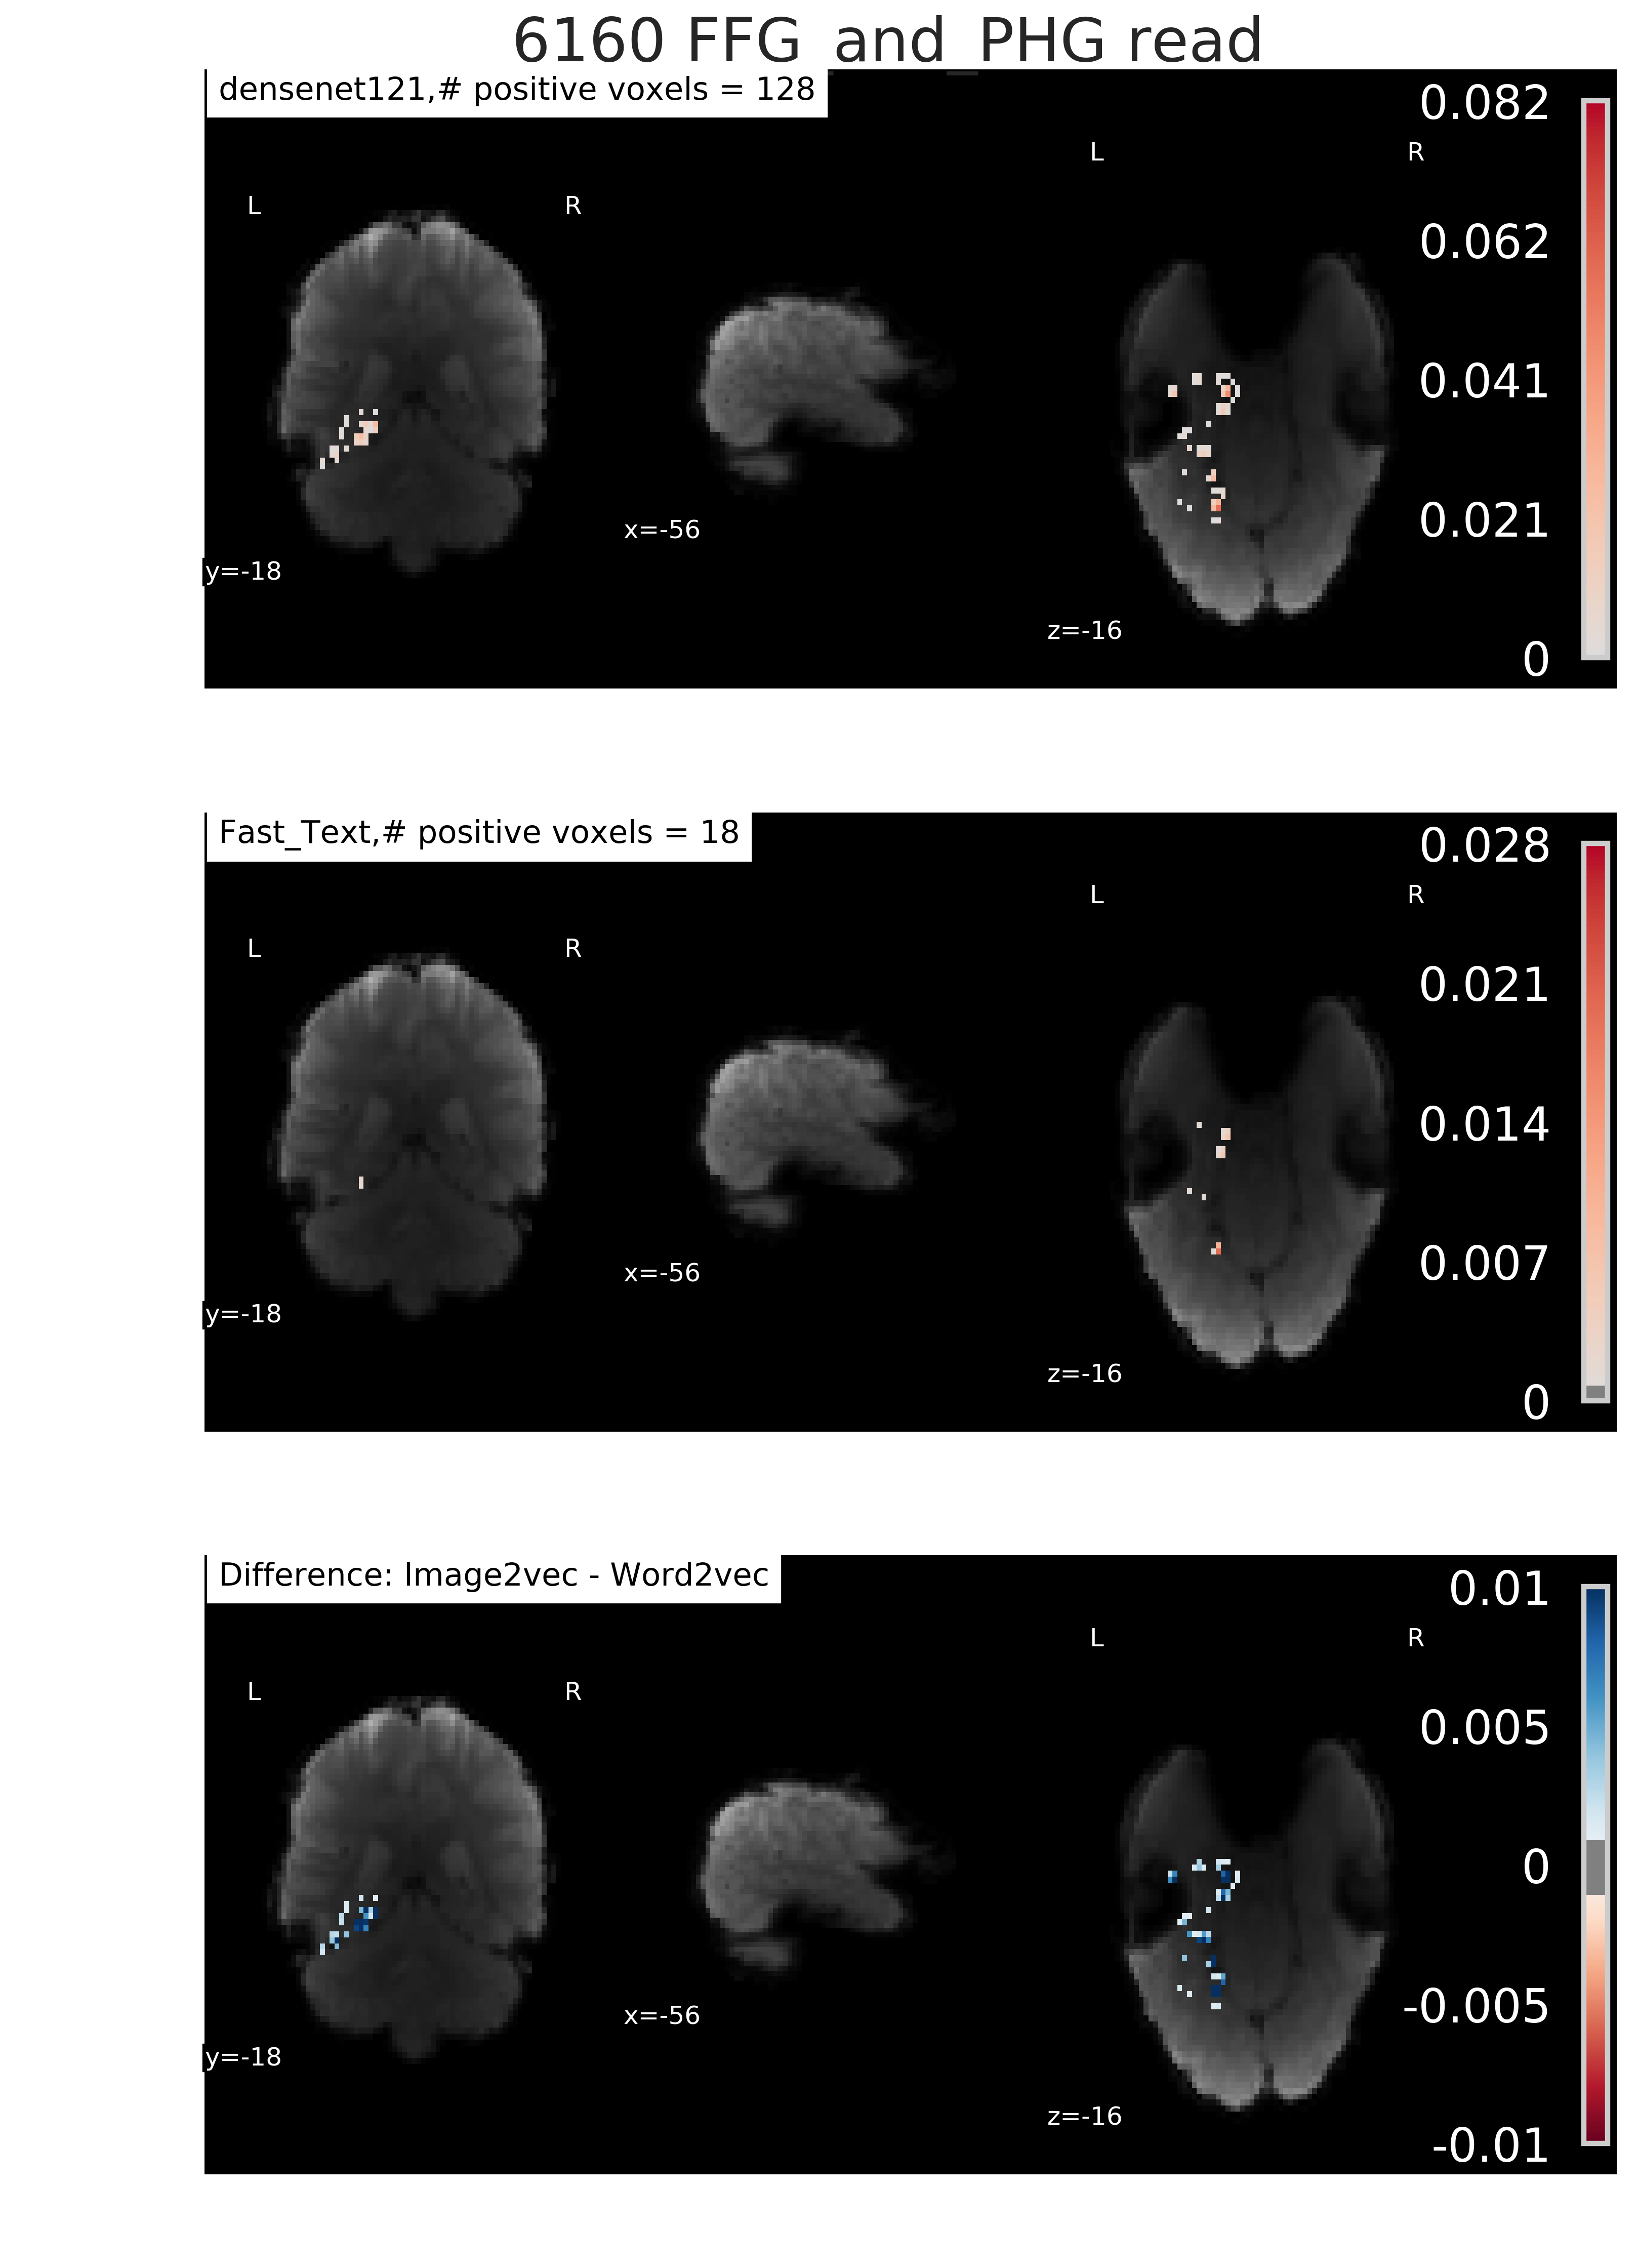 6160 FFG_and_PHG read
densenet121,# positive voxels = 128
0.082
L R
L R
0.062
0.041
0.021
x=-56
y=-18
z=-16
0
Fast_Text,# positive voxels = 18
0.028
L R
L R
0.021
0.014
0.007
x=-56
y=-18
z=-16
0
Difference: Image2vec - Word2vec
0.01
L R
L R
0.005
0
-0.005
x=-56
y=-18
z=-16
-0.01